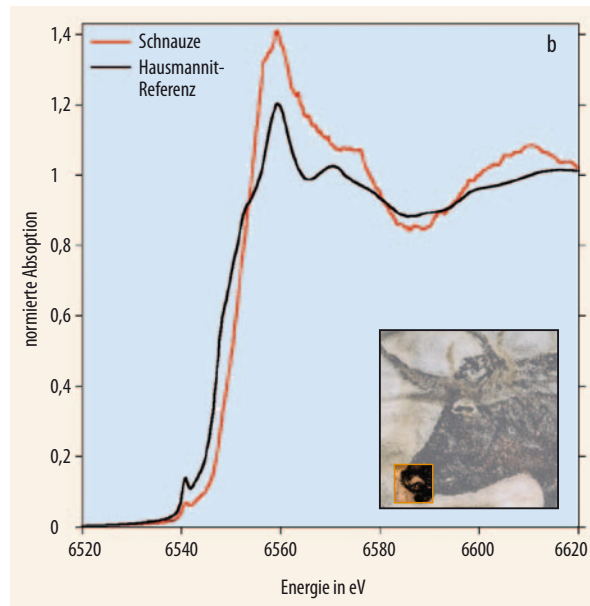 1,4
Schnauze
b
Hausmannit-
Referenz
1,2
1
0,8
0,6
0,4
0,2
0
normierte Absoption
6520
6540
6560
6580
6600
6620
Energie in eV